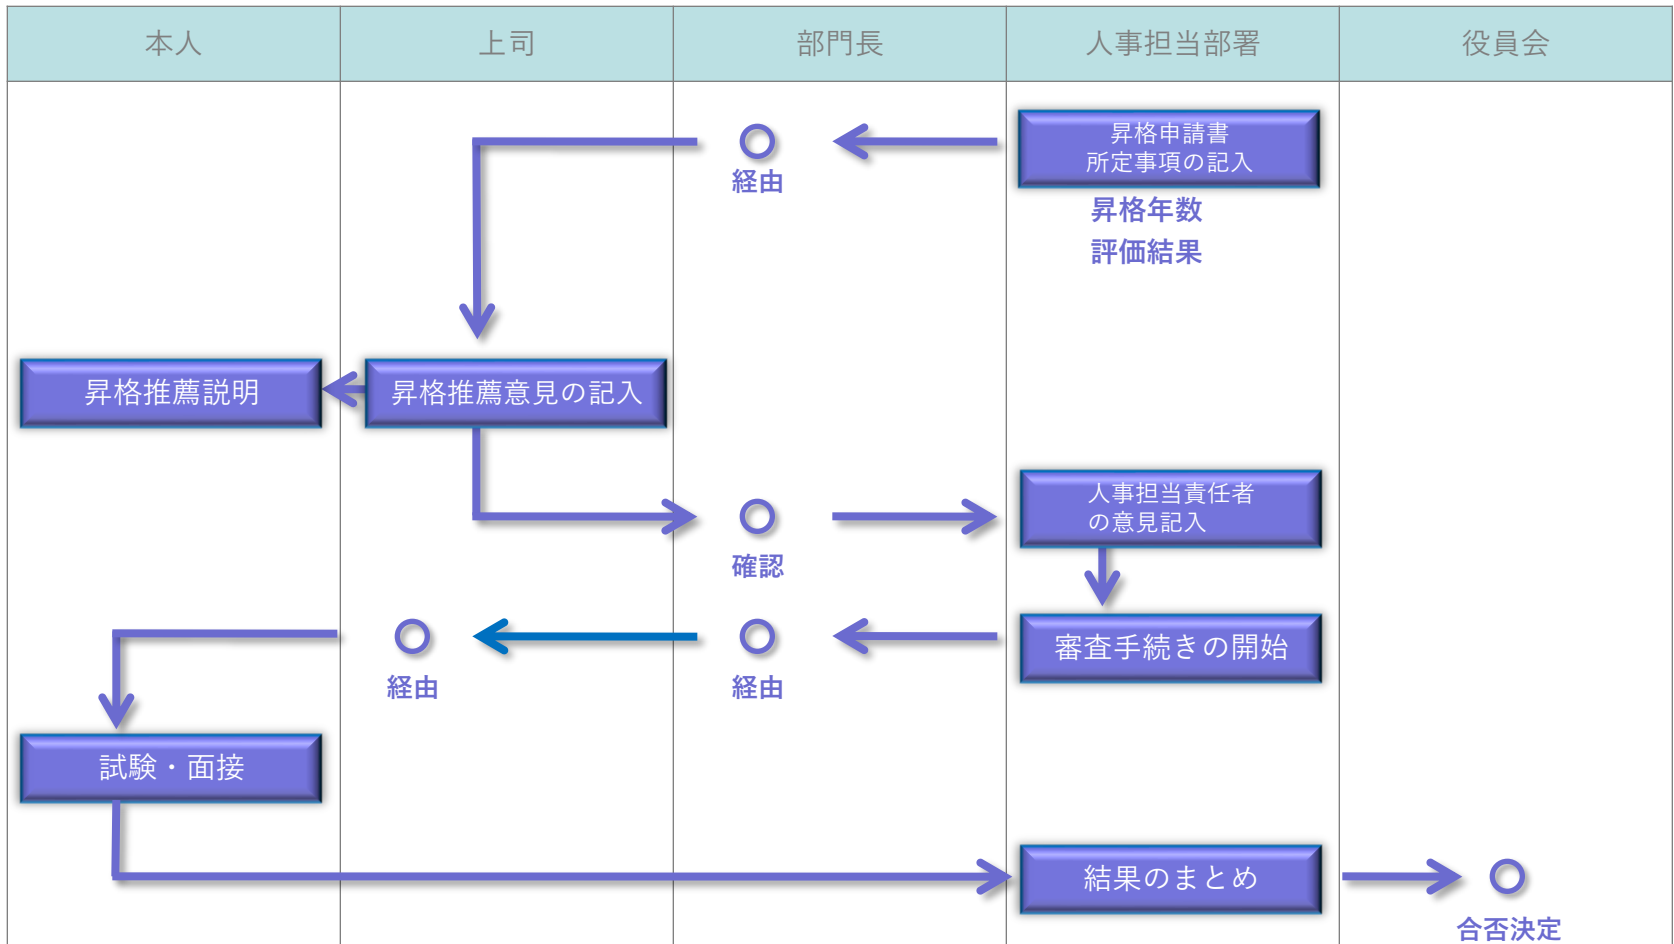 本人
上司
部門長
人事担当部署
役員会
昇格申請書
所定事項の記入
経由
昇格年数
評価結果
昇格推薦説明
昇格推薦意見の記入
人事担当責任者
の意見記入
確認
審査手続きの開始
経由
経由
試験・面接
結果のまとめ
合否決定